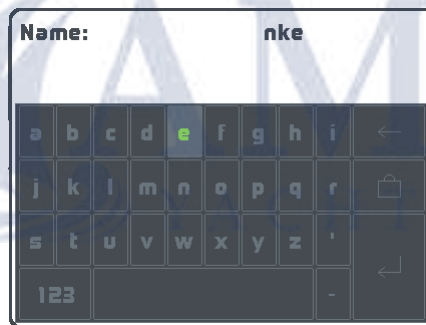 Name: nke
a b c d e f g h i
j k l m n o p q r
s t u v w x y z '
123 -